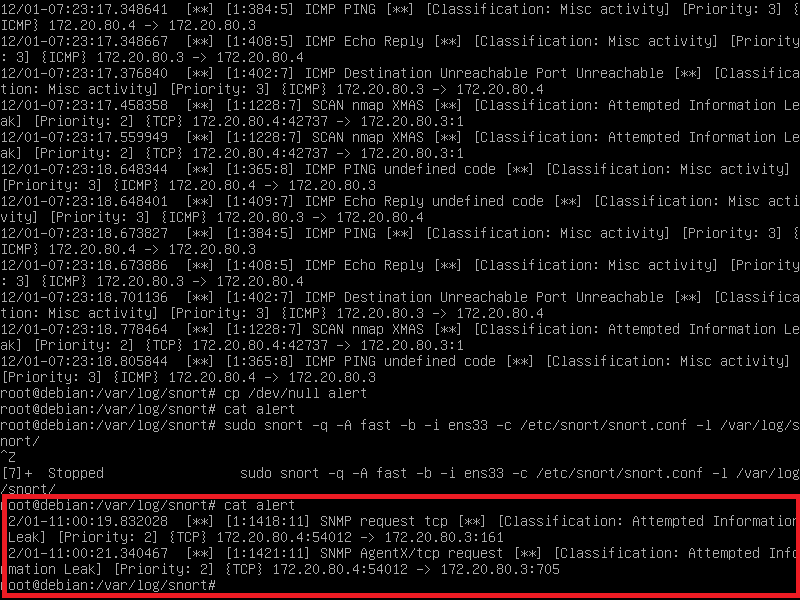 12/01-07:23:17.348641  [**] [1:384:5] ICMP PING [**] [Classification: Misc activity] [Priority: 3] {
ICMP} 172.20.80.4 -> 172.20.80.3
12/01-07:23:17.348667  [**] [1:408:5] ICMP Echo Reply [**] [Classification: Misc activity] [Priority
: 3] {ICMP} 172.20.80.3 -> 172.20.80.4
12/01-07:23:17.376840  [**] [1:402:7] ICMP Destination Unreachable Port Unreachable [**] [Classifica
tion: Misc activity] [Priority: 3] {ICMP} 172.20.80.3 -> 172.20.80.4
12/01-07:23:17.458358  [**] [1:1228:7] SCAN nmap XMAS [**] [Classification: Attempted Information Le
ak] [Priority: 2] {TCP} 172.20.80.4:42737 -> 172.20.80.3:1
12/01-07:23:17.559949  [**] [1:1228:7] SCAN nmap XMAS [**] [Classification: Attempted Information Le
ak] [Priority: 2] {TCP} 172.20.80.4:42737 -> 172.20.80.3:1
12/01-07:23:18.648344  [**] [1:365:8] ICMP PING undefined code [**] [Classification: Misc activity]
[Priority: 3] {ICMP} 172.20.80.4 -> 172.20.80.3
12/01-07:23:18.648401  [**] [1:409:7] ICMP Echo Reply undefined code [**] [Classification: Misc acti
vity] [Priority: 3] {ICMP} 172.20.80.3 -> 172.20.80.4
12/01-07:23:18.673827  [**] [1:384:5] ICMP PING [**] [Classification: Misc activity] [Priority: 3] {
ICMP} 172.20.80.4 -> 172.20.80.3
12/01-07:23:18.673886  [**] [1:408:5] ICMP Echo Reply [**] [Classification: Misc activity] [Priority
: 3] {ICMP} 172.20.80.3 -> 172.20.80.4
12/01-07:23:18.701136  [**] [1:402:7] ICMP Destination Unreachable Port Unreachable [**] [Classifica
tion: Misc activity] [Priority: 3] {ICMP} 172.20.80.3 -> 172.20.80.4
12/01-07:23:18.778464  [**] [1:1228:7] SCAN nmap XMAS [**] [Classification: Attempted Information Le
ak] [Priority: 2] {TCP} 172.20.80.4:42737 -> 172.20.80.3:1
12/01-07:23:18.805844  [**] [1:365:8] ICMP PING undefined code [**] [Classification: Misc activity]
[Priority: 3] {ICMP} 172.20.80.4 -> 172.20.80.3
root@debian:/var/log/snort# cp /dev/null alert
root@debian:/var/log/snort# cat alert
root@debian:/var/log/snort# sudo snort -q -A fast -b -i ens33 -c /etc/snort/snort.conf -l /var/log/s
nort/
^Z
[7]+  Stopped                 sudo snort -q -A fast -b -i ens33 -c /etc/snort/snort.conf -l /var/log
/snort/
root@debian:/var/log/snort# cat alert
2/01-11:00:19.832028  [**] [1:1418:11] SNMP request tcp [**] [Classification: Attempted Information
Leak] [Priority: 2] {TCP} 172.20.80.4:54012 -> 172.20.80.3:161
2/01-11:00:21.340467  [**] [1:1421:11] SNMP AgentX/tcp request [**] [Classification: Attempted Info
rmation Leak] [Priority: 2] {TCP} 172.20.80.4:54012 -> 172.20.80.3:705
root@debian:/var/log/snort#